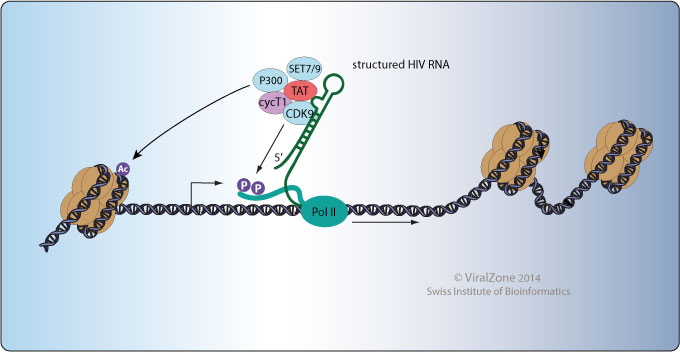 SET7/9
structured HIV RNA
P300
TAT
cycT1
CDK9
5'
Ac
P P
Pol II
© ViralZone 2014
Swiss Institute of Bioinformatics